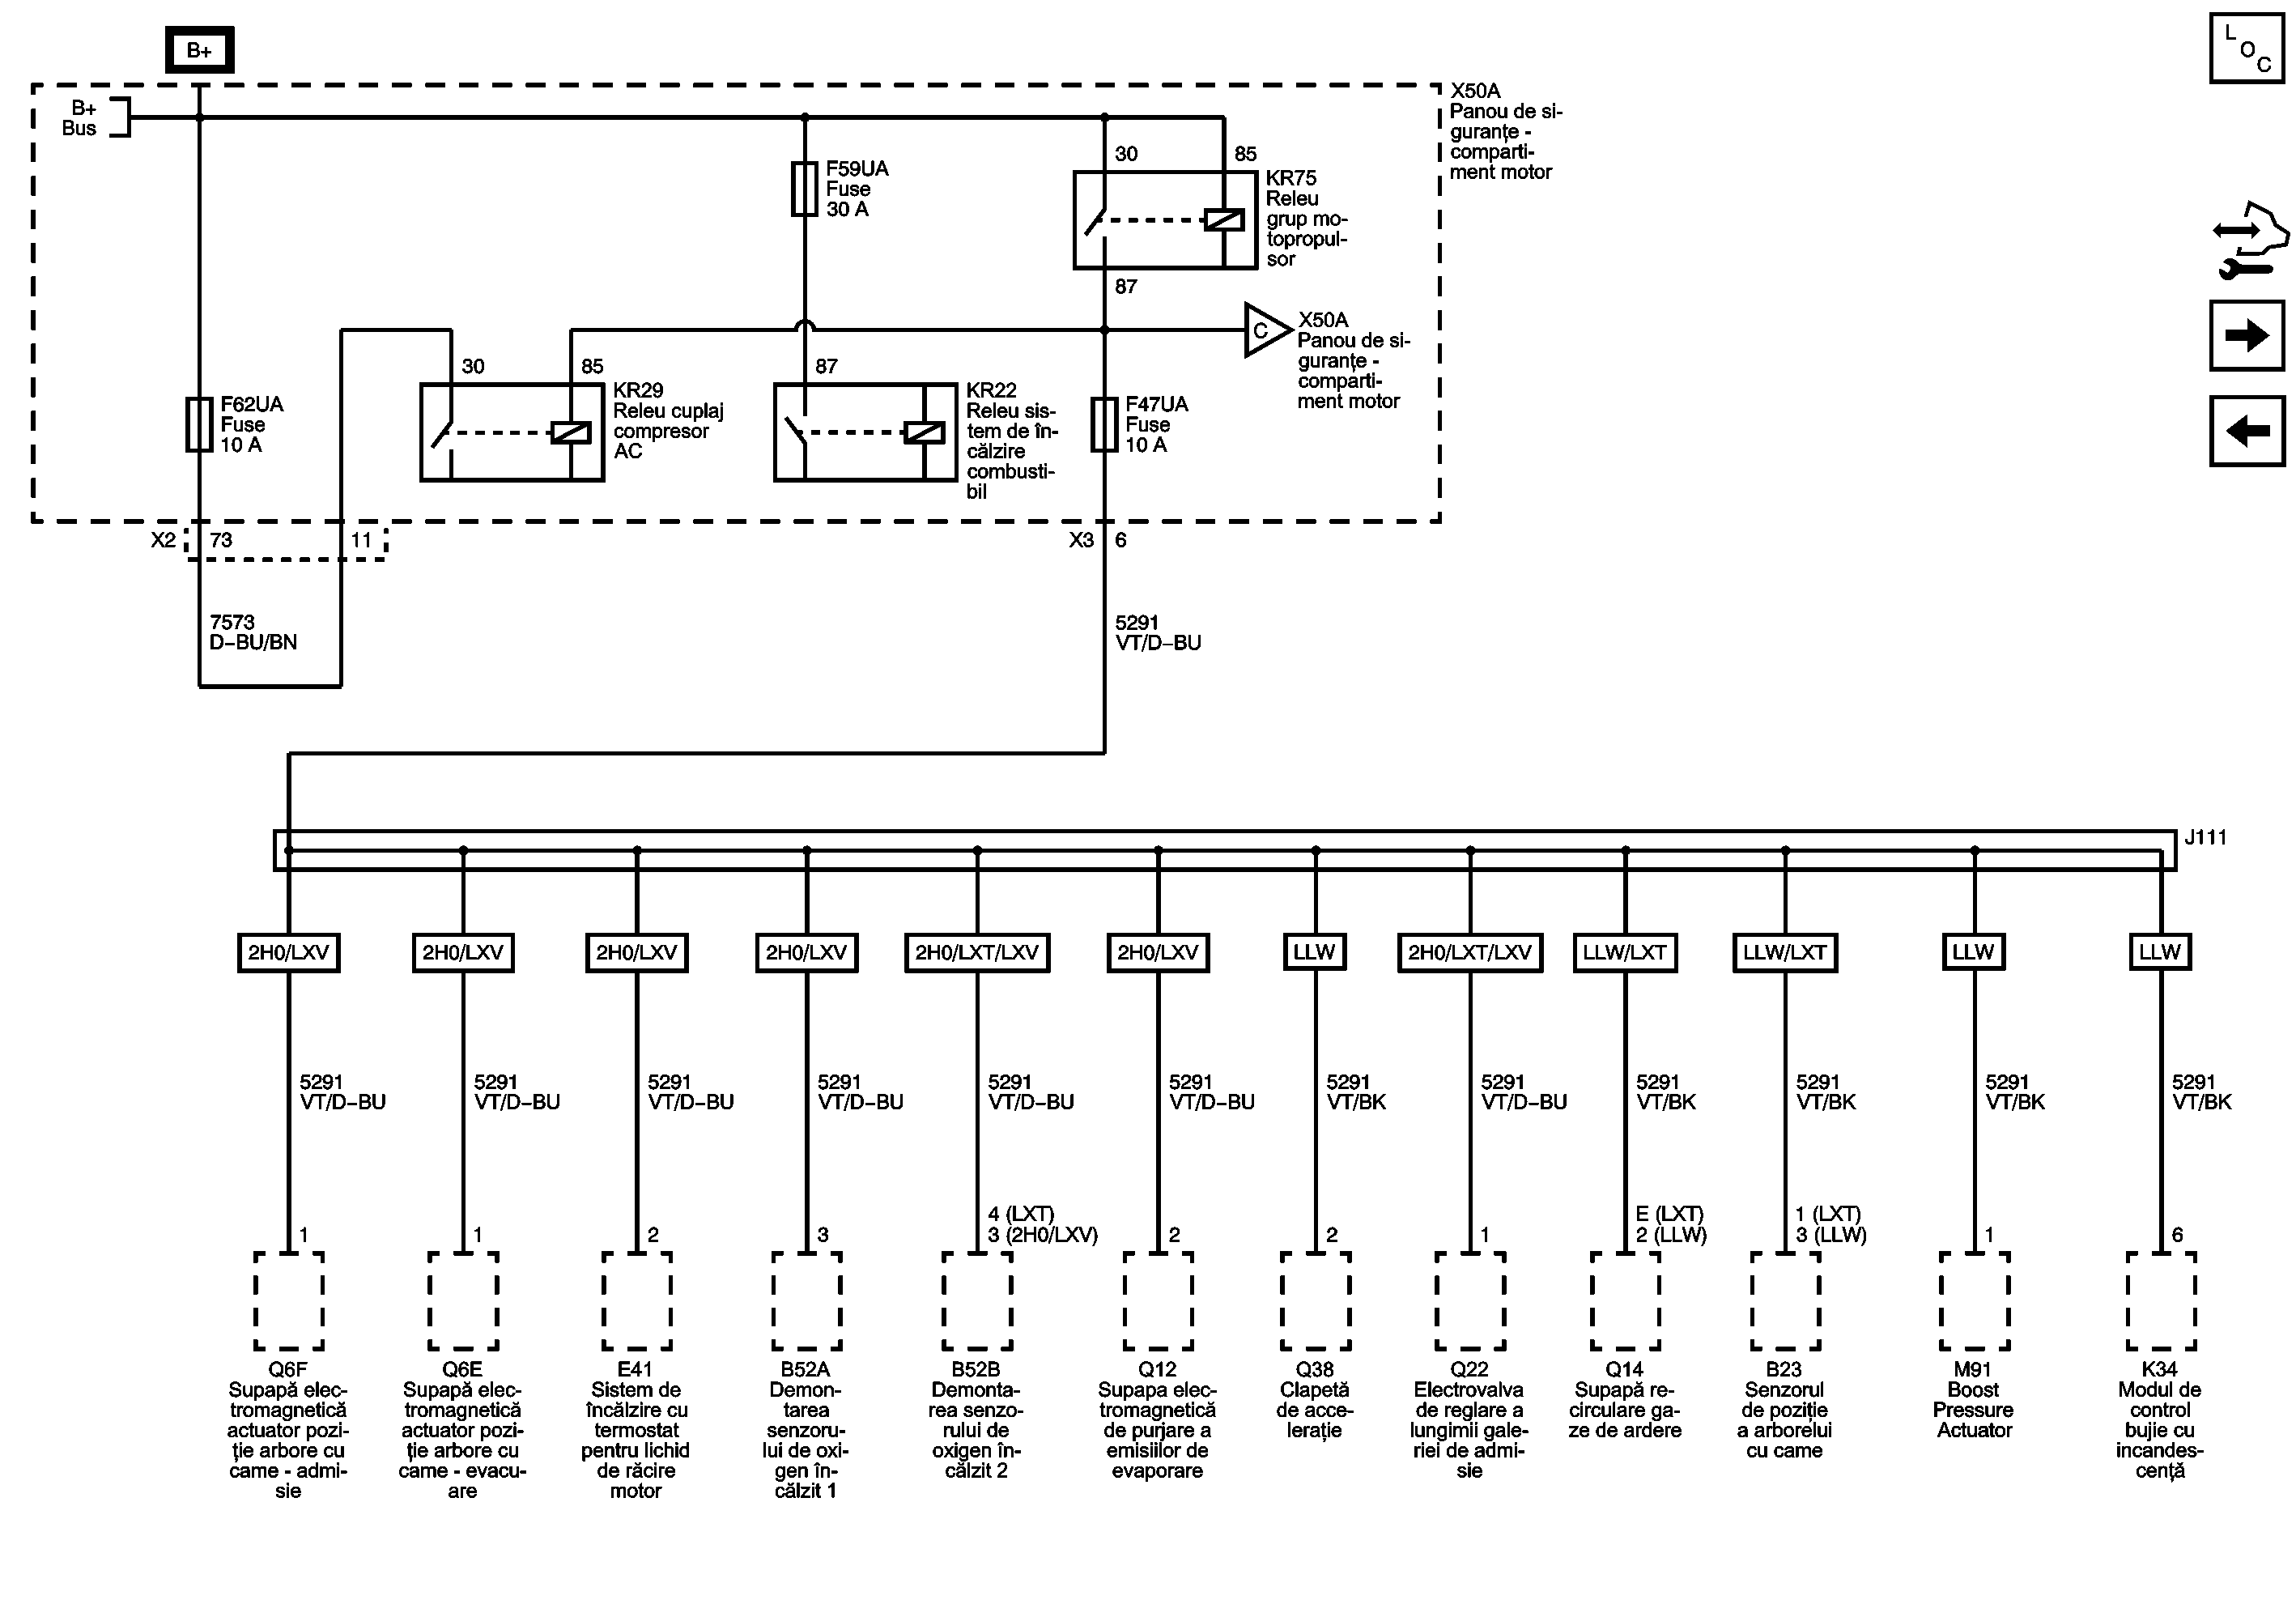 B+
L
O
C
B+
Bus
X50A
Panou de si-
guranțe -
comparti-
ment motor
30
85
F59UA
Fuse
30 A
KR75
Releu
grup mo-
topropul-
sor
87
C
X50A
Panou de si-
guranțe -
comparti-
ment motor
30
85
87
F62UA
Fuse
10 A
KR29
Releu cuplaj
compresor
AC
KR22
Releu sis-
tem de în-
călzire
combusti-
bil
F47UA
Fuse
10 A
X2
73
11
X3
6
7573
D-BU/BN
5291
VT/D-BU
J111
2H0/LXV
2H0/LXV
2H0/LXV
2H0/LXV
2H0/LXT/LXV
2H0/LXV
LLW
2H0/LXT/LXV
LLW/LXT
LLW/LXT
LLW
LLW
5291
VT/D-BU
5291
VT/D-BU
5291
VT/D-BU
5291
VT/D-BU
5291
VT/D-BU
5291
VT/D-BU
5291
VT/BK
5291
VT/D-BU
5291
VT/BK
5291
VT/BK
5291
VT/BK
5291
VT/BK
1
1
2
3
4 (LXT)
3 (2H0/LXV)
2
2
1
E (LXT)
2 (LLW)
1 (LXT)
3 (LLW)
1
6
Q6F
Supapă elec-
tromagnetică
actuator pozi-
ție arbore cu
came - admi-
sie
Q6E
Supapă elec-
tromagnetică
actuator pozi-
ție arbore cu
came - evacu-
are
E41
Sistem de
încălzire cu
termostat
pentru lichid
de răcire
motor
B52A
Demon-
tarea
senzoru-
lui de oxi-
gen în-
călzit 1
B52B
Demonta-
rea senzo-
rului de
oxigen în-
călzit 2
Q12
Supapa elec-
tromagnetică
de purjare a
emisiilor de
evaporare
Q38
Clapetă
de acce-
lerație
Q22
Electrovalva
de reglare a
lungimii gale-
riei de admi-
sie
Q14
Supapă re-
circulare ga-
ze de ardere
B23
Senzorul
de poziție
a arborelui
cu came
M91
Boost
Pressure
Actuator
K34
Modul de
control
bujie cu
incandes-
cență